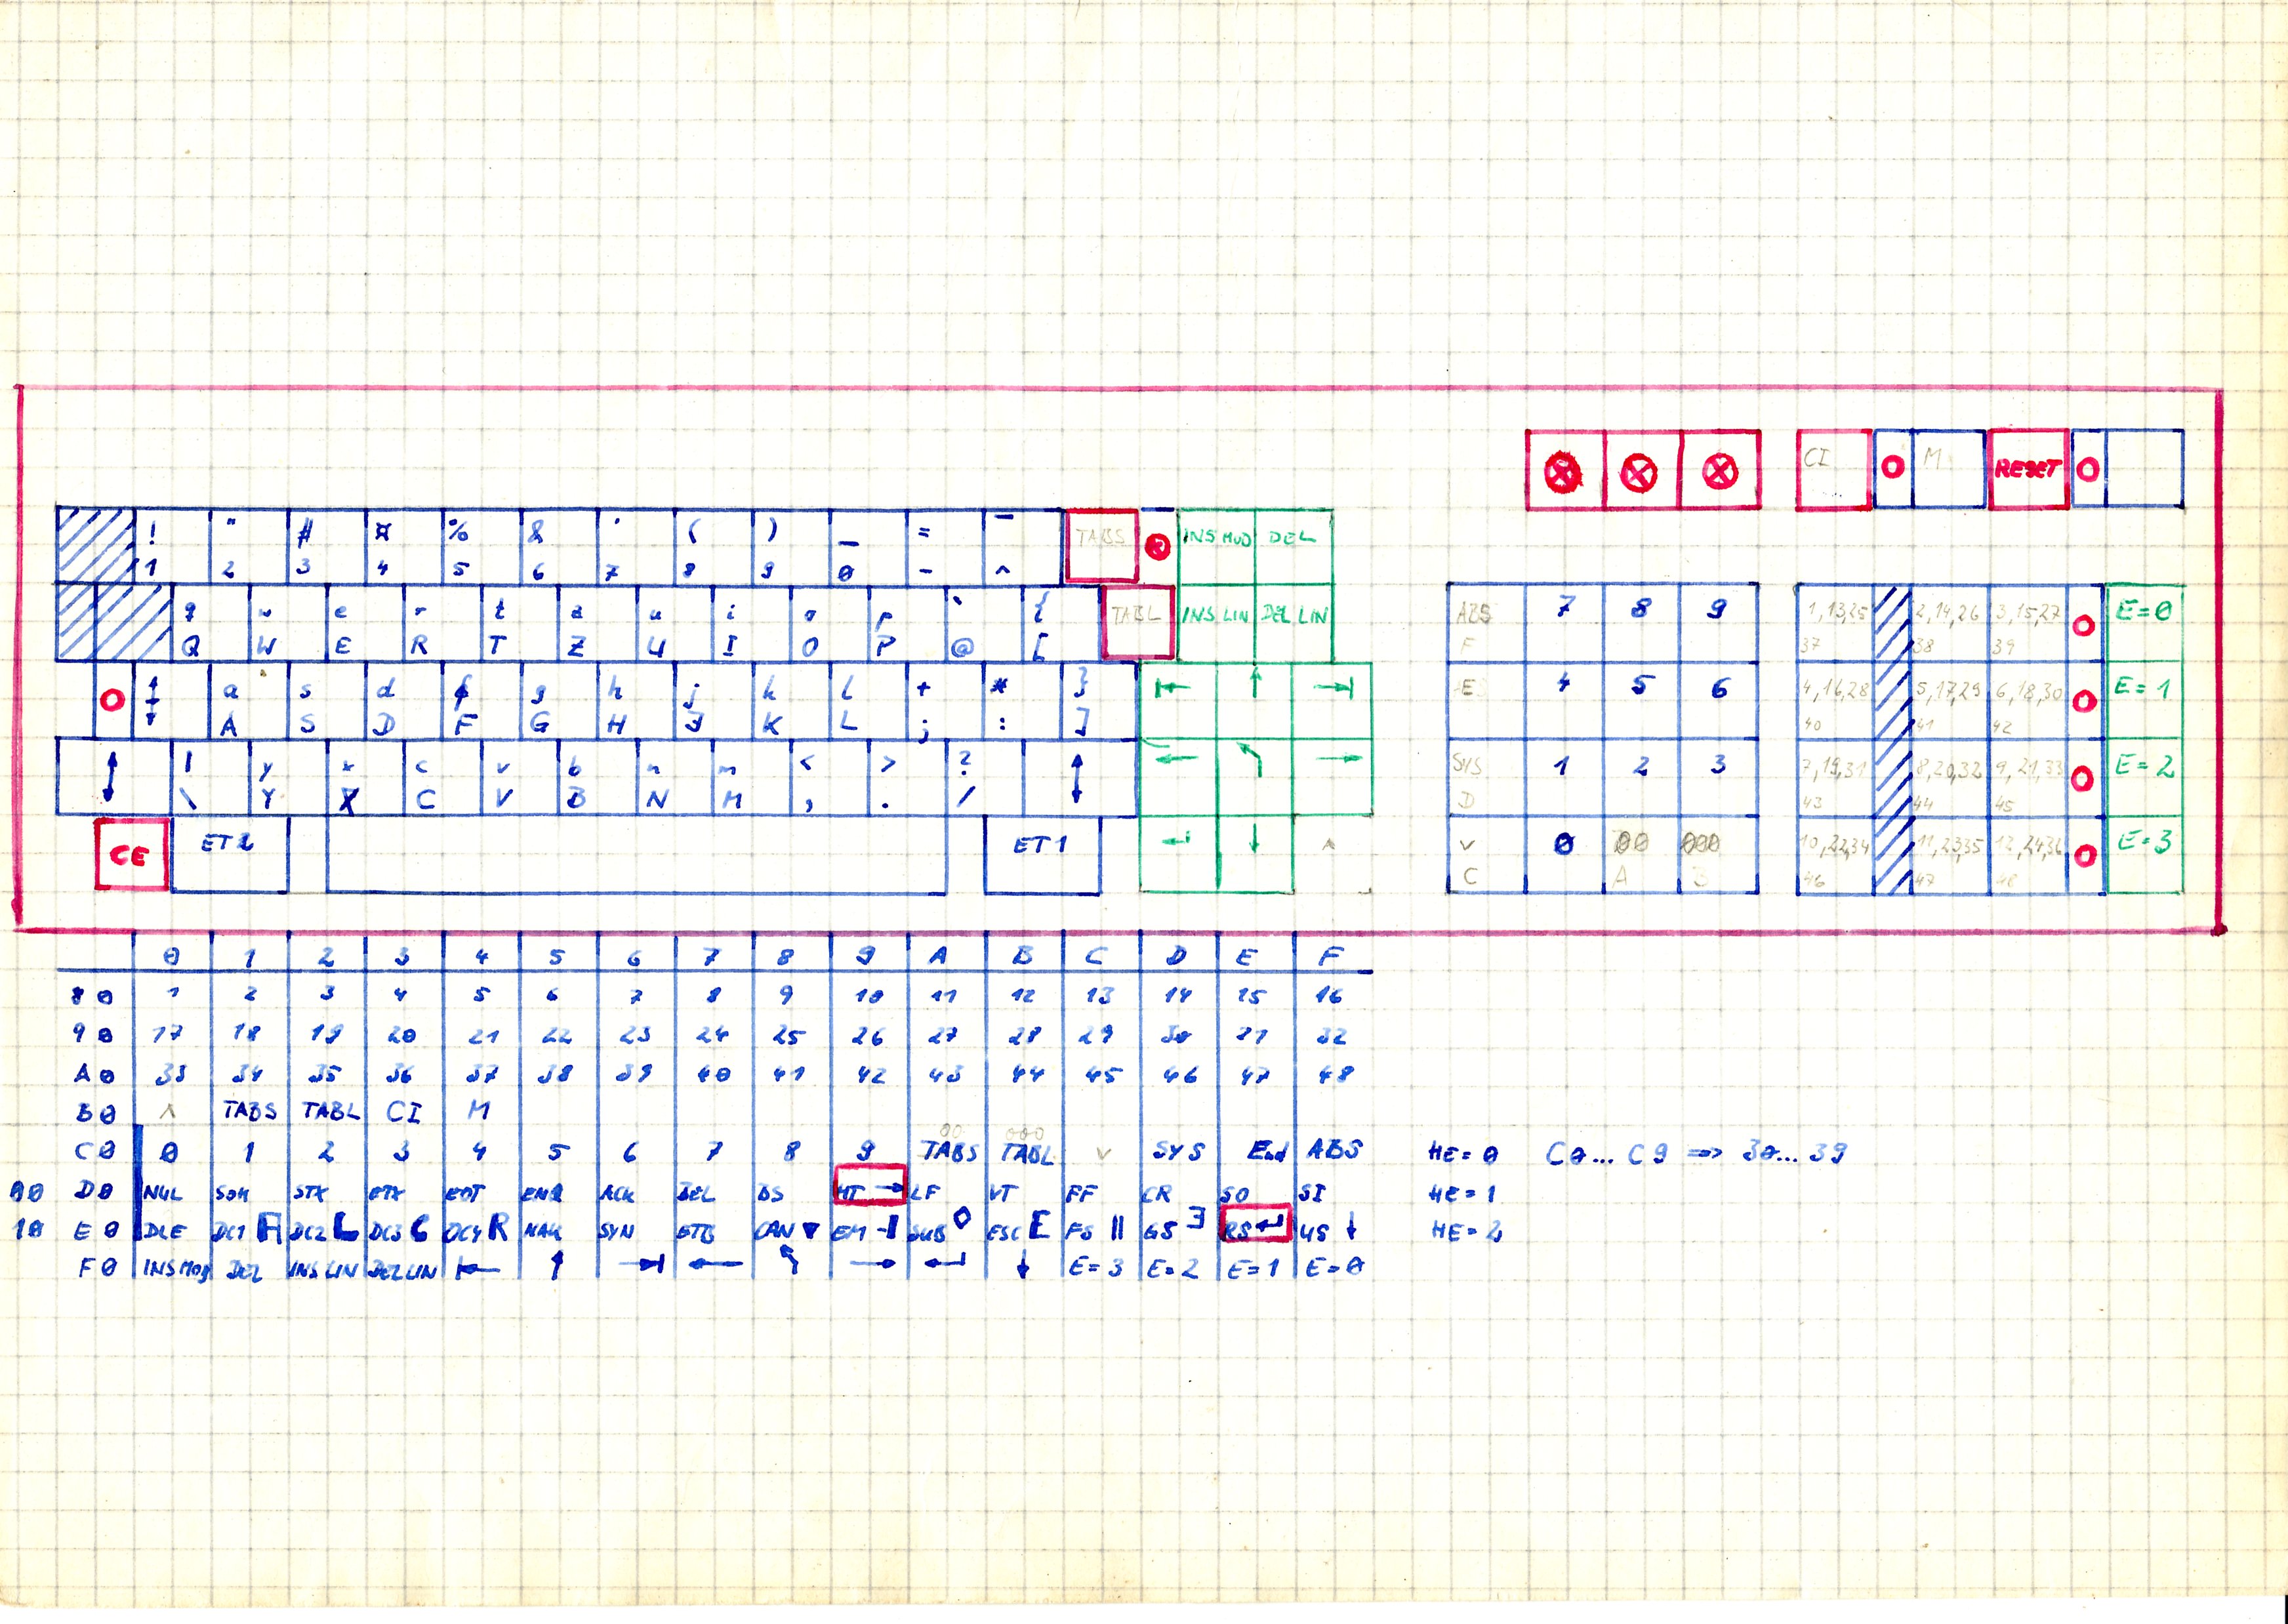 CI M RESET
! " # ¤ % & ' ( ) _ = ¯ TABS INS MOD DEL
1 2 3 4 5 6 7 8 9 0 - ^
q w e r t z u i o p ` { TABL INS LIN DEL LIN ABS 7 8 9 1,13,25 2,14,26 3,15,27 E=0
Q W E R T Z U I O P @ [ F 37 38 39
↕ a s d f g h j k l + * } |← ↑ →| E 4 5 6 4,16,28 5,17,29 6,18,30 E=1
A S D F G H J K L ; : ] 40 41 42
↕ | y x c v b n m < > ? ↕ ← ↖ → SYS 1 2 3 7,19,31 8,20,32 9,21,33 E=2
\ Y X C V B N M , . / D 43 44 45
CE ET2 ET1 ↵ ↓ ^ v 0 00 000 10,22,34 11,23,35 12,24,36 E=3
C A B 46 47 48
0 1 2 3 4 5 6 7 8 9 A B C D E F
80 1 2 3 4 5 6 7 8 9 10 11 12 13 14 15 16
90 17 18 19 20 21 22 23 24 25 26 27 28 29 30 31 32
A0 33 34 35 36 37 38 39 40 41 42 43 44 45 46 47 48
B0 ^ TABS TABL CI M
00 000
C0 0 1 2 3 4 5 6 7 8 9 TABS TABL v SYS End ABS HE=0 C0...C9 => 30...39
00 D0 NUL SOH STX ETX EOT ENQ ACK BEL BS HT → LF VT FF CR SO SI HE=1
10 E0 DLE DC1 A DC2 L DC3 C DC4 R NAK SYN ETB CAN ▼ EM ⊣ SUB ◇ ESC E FS || GS ∃ RS ↵ US ↓ HE=2
F0 INS MOD DEL INS LIN DEL LIN |← ↑ →| ← ↖ → ↵ ↓ E=3 E=2 E=1 E=0